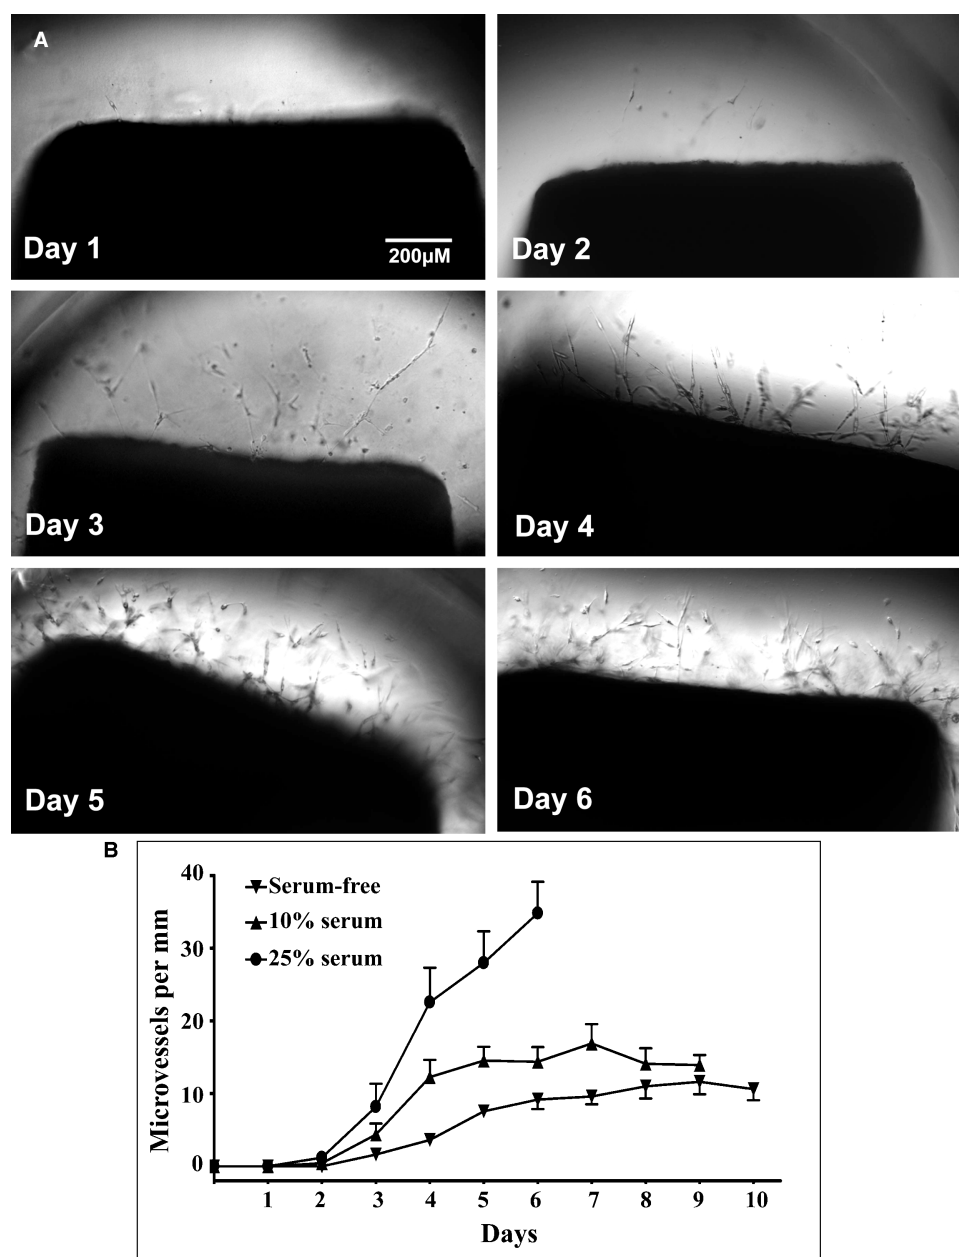 A
Day 1
200µM
Day 2
Day 3
Day 4
Day 5
Day 6
B
40
30
20
10
0
Microvessels per mm
Serum-free
10% serum
25% serum
1 2 3 4 5 6 7 8 9 10
Days